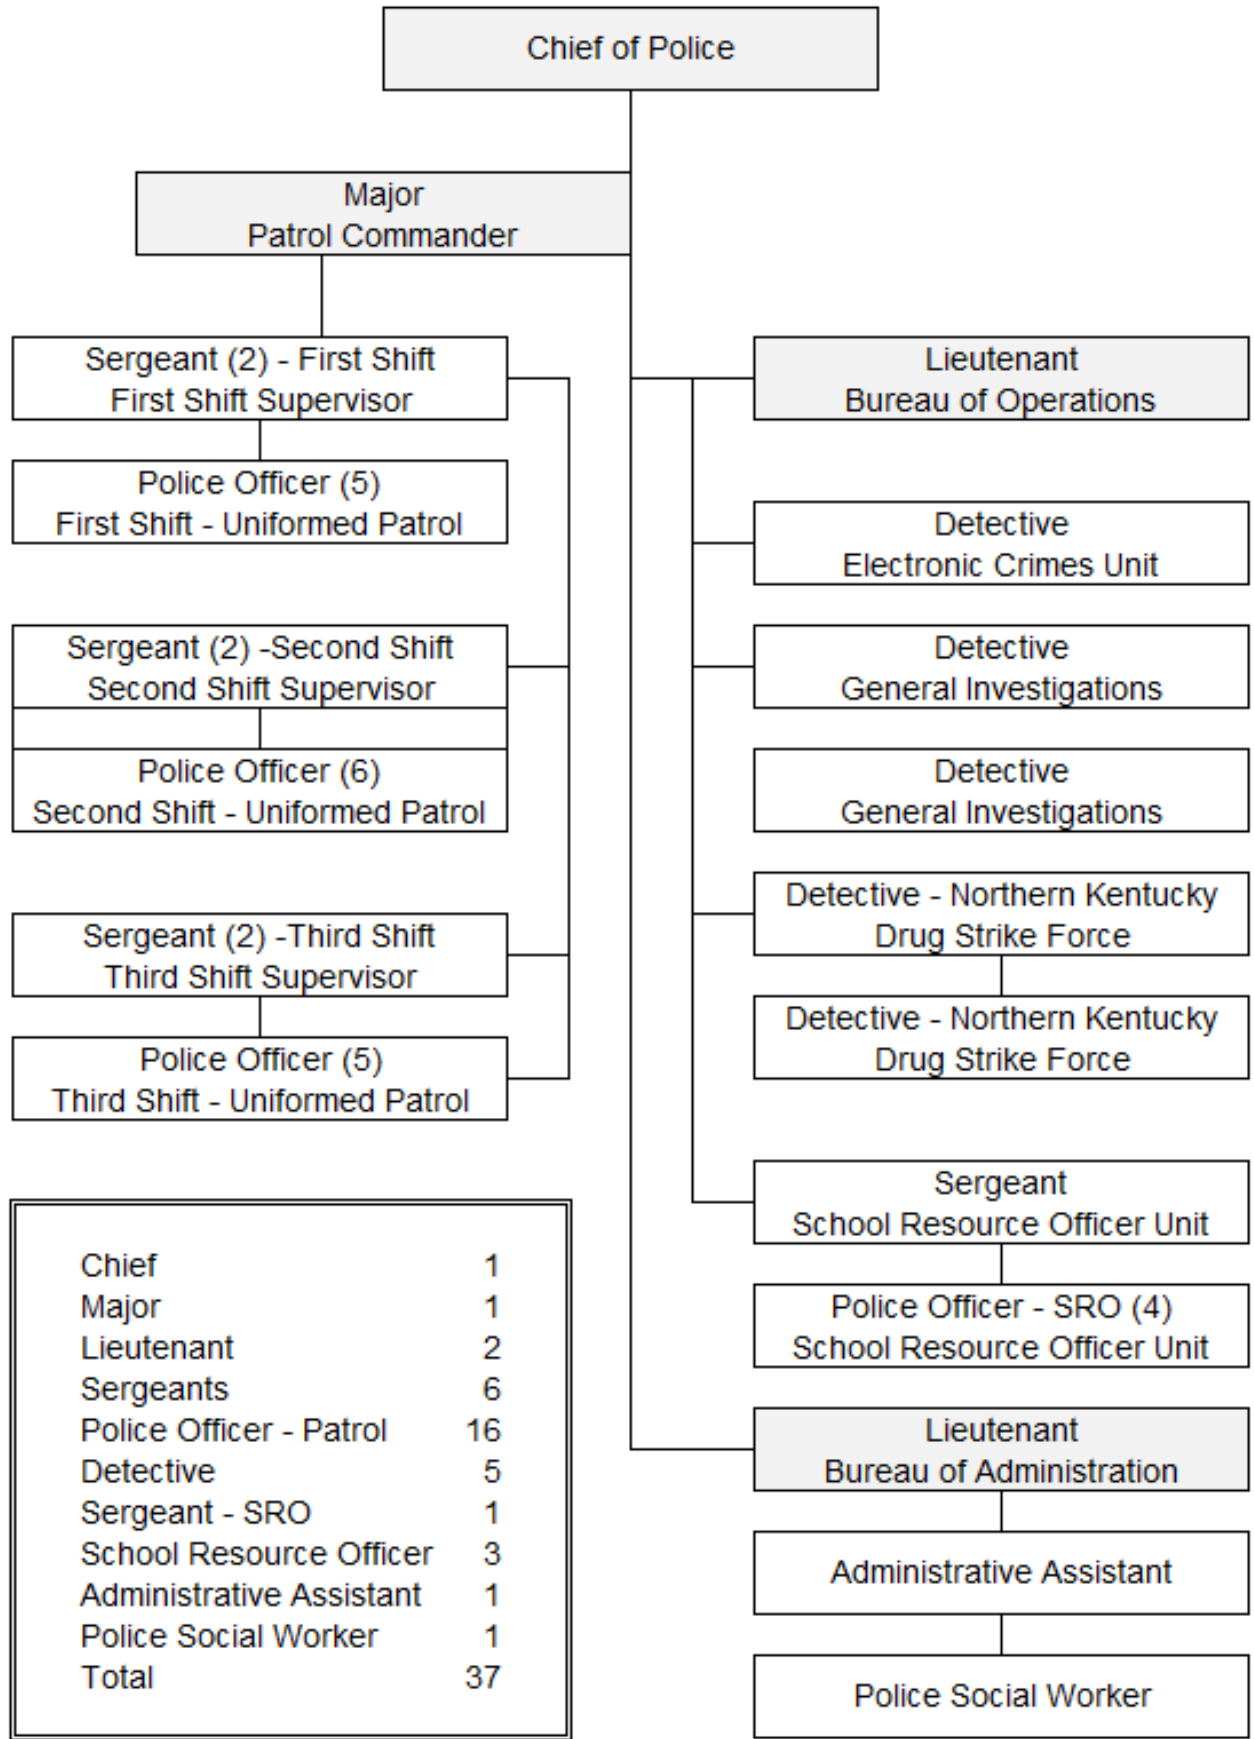 Chief of Police
Major
Patrol Commander
Sergeant (2) - First Shift
First Shift Supervisor
Police Officer (5)
First Shift - Uniformed Patrol
Sergeant (2) -Second Shift
Second Shift Supervisor
Police Officer (6)
Second Shift - Uniformed Patrol
Sergeant (2) -Third Shift
Third Shift Supervisor
Police Officer (5)
Third Shift - Uniformed Patrol
Lieutenant
Bureau of Operations
Detective
Electronic Crimes Unit
Detective
General Investigations
Detective
General Investigations
Detective - Northern Kentucky
Drug Strike Force
Detective - Northern Kentucky
Drug Strike Force
Sergeant
School Resource Officer Unit
Police Officer - SRO (4)
School Resource Officer Unit
Lieutenant
Bureau of Administration
Administrative Assistant
Police Social Worker
Chief 1
Major 1
Lieutenant 2
Sergeants 6
Police Officer - Patrol 16
Detective 5
Sergeant - SRO 1
School Resource Officer 3
Administrative Assistant 1
Police Social Worker 1
Total 37